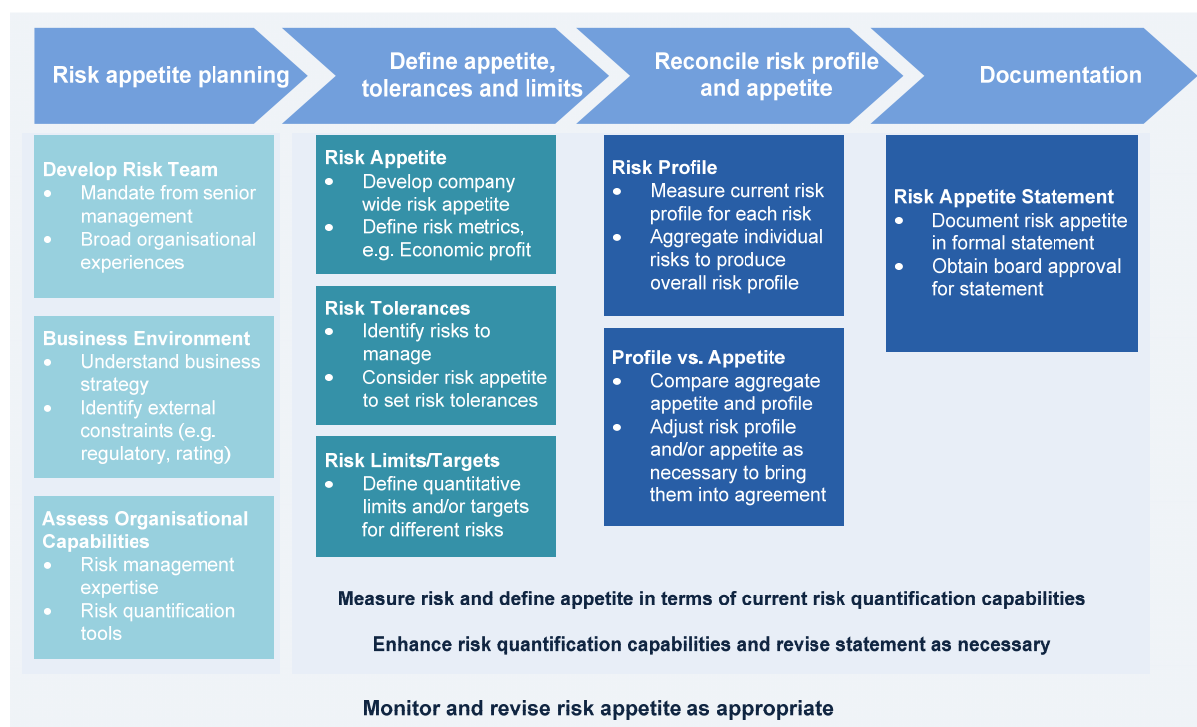 Risk appetite planning
Define appetite,
tolerances and limits
Reconcile risk profile
and appetite
Documentation
Develop Risk Team
• Mandate from senior
management
• Broad organisational
experiences
Business Environment
• Understand business
strategy
• Identify external
constraints (e.g.
regulatory, rating)
Assess Organisational
Capabilities
• Risk management
expertise
• Risk quantification
tools
Risk Appetite
• Develop company
wide risk appetite
• Define risk metrics,
e.g. Economic profit
Risk Tolerances
• Identify risks to
manage
• Consider risk appetite
to set risk tolerances
Risk Limits/Targets
• Define quantitative
limits and/or targets
for different risks
Risk Profile
• Measure current risk
profile for each risk
• Aggregate individual
risks to produce
overall risk profile
Profile vs. Appetite
• Compare aggregate
appetite and profile
• Adjust risk profile
and/or appetite as
necessary to bring
them into agreement
Risk Appetite Statement
• Document risk appetite
in formal statement
• Obtain board approval
for statement
Measure risk and define appetite in terms of current risk quantification capabilities
Enhance risk quantification capabilities and revise statement as necessary
Monitor and revise risk appetite as appropriate